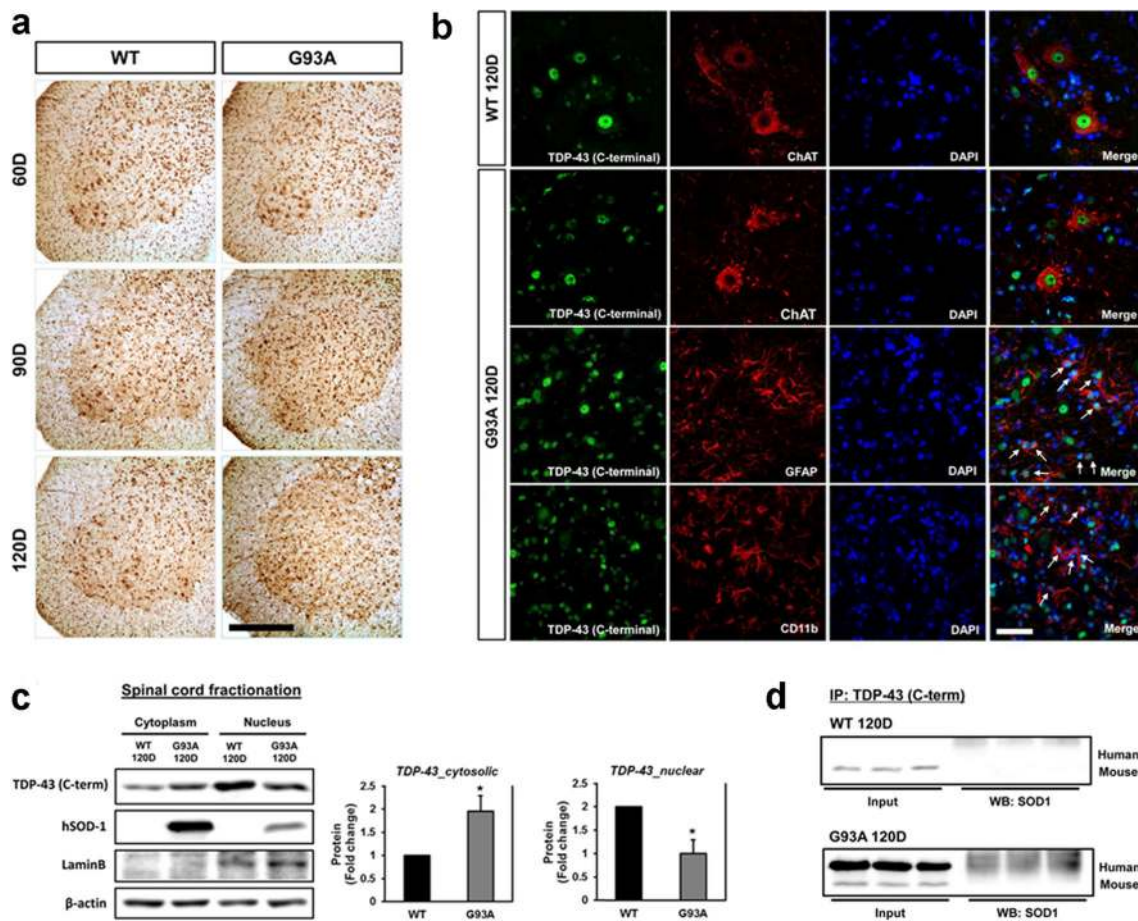 a
WT
G93A
60D
90D
120D
b
WT 120D
TDP-43 (C-terminal)
ChAT
DAPI
Merge
G93A 120D
TDP-43 (C-terminal)
ChAT
DAPI
Merge
TDP-43 (C-terminal)
GFAP
DAPI
Merge
TDP-43 (C-terminal)
CD11b
DAPI
Merge
c
Spinal cord fractionation
Cytoplasm
Nucleus
WT 120D
G93A 120D
WT 120D
G93A 120D
TDP-43 (C-term)
hSOD-1
LaminB
β-actin
TDP-43_cytosolic
Protein
(Fold change)
2.5
2
1.5
1
0.5
0
*
WT
G93A
TDP-43_nuclear
Protein
(Fold change)
2.5
2
1.5
1
0.5
0
*
WT
G93A
d
IP: TDP-43 (C-term)
WT 120D
Human
Mouse
Input
WB: SOD1
G93A 120D
Human
Mouse
Input
WB: SOD1